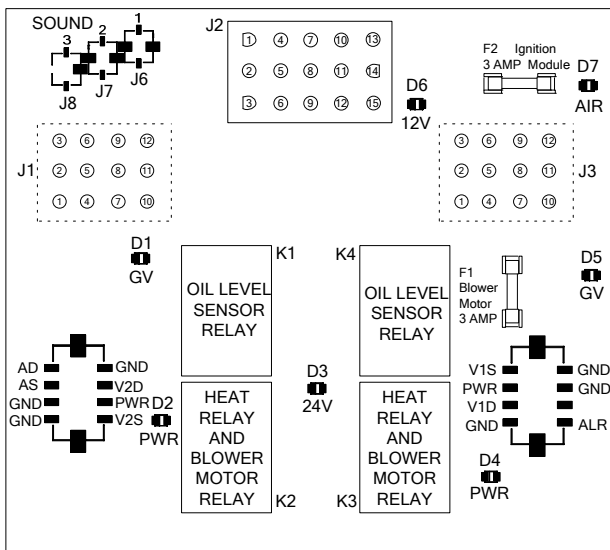 SOUND
3
2
1
J8
J7
J6
J2
1 4 7 10 13
2 5 8 11 14
3 6 9 12 15
D6
12V
F2 Ignition
3 AMP Module
D7
AIR
J1
3 6 9 12
2 5 8 11
1 4 7 10
J3
3 6 9 12
2 5 8 11
1 4 7 10
D1
GV
K1
OIL LEVEL
SENSOR
RELAY
K4
OIL LEVEL
SENSOR
RELAY
F1
Blower
Motor
3 AMP
D5
GV
AD GND
AS V2D
GND PWR
GND V2S
D2
PWR
HEAT
RELAY
AND
BLOWER
MOTOR
RELAY
K2
D3
24V
HEAT
RELAY
AND
BLOWER
MOTOR
RELAY
K3
V1S GND
PWR GND
V1D
GND ALR
D4
PWR